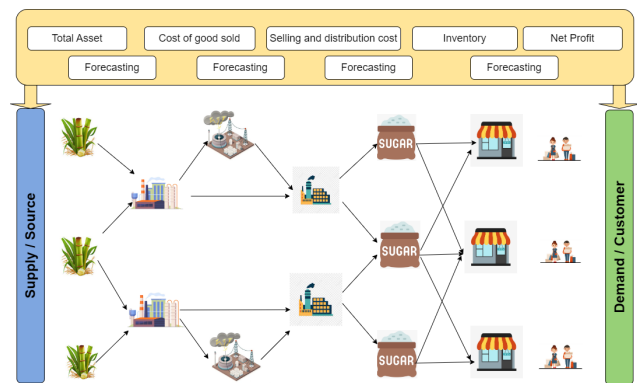 Total Asset
Cost of good sold
Selling and distribution cost
Inventory
Net Profit
Forecasting
Forecasting
Forecasting
Forecasting
Supply / Source
SUGAR
SUGAR
SUGAR
Demand / Customer